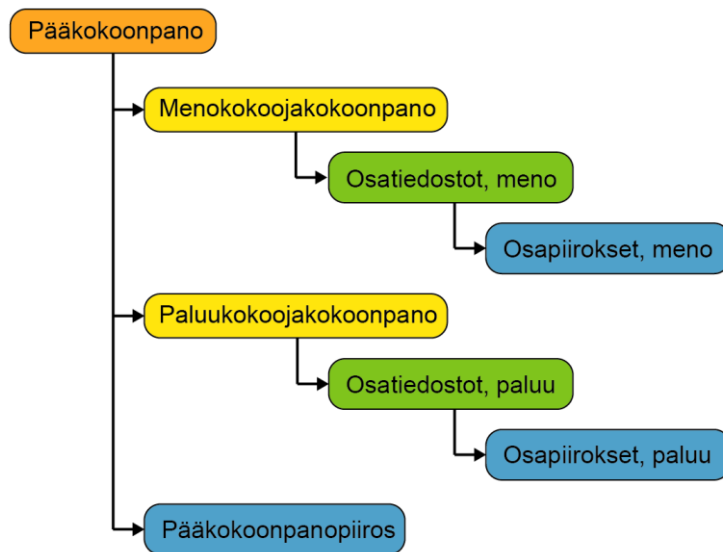 Pääkokoonpano
Menokokoojakokoonpano
Osatiedostot, meno
Osapiirokset, meno
Paluukokoojakokoonpano
Osatiedostot, paluu
Osapiirokset, paluu
Pääkokoonpanopiiros